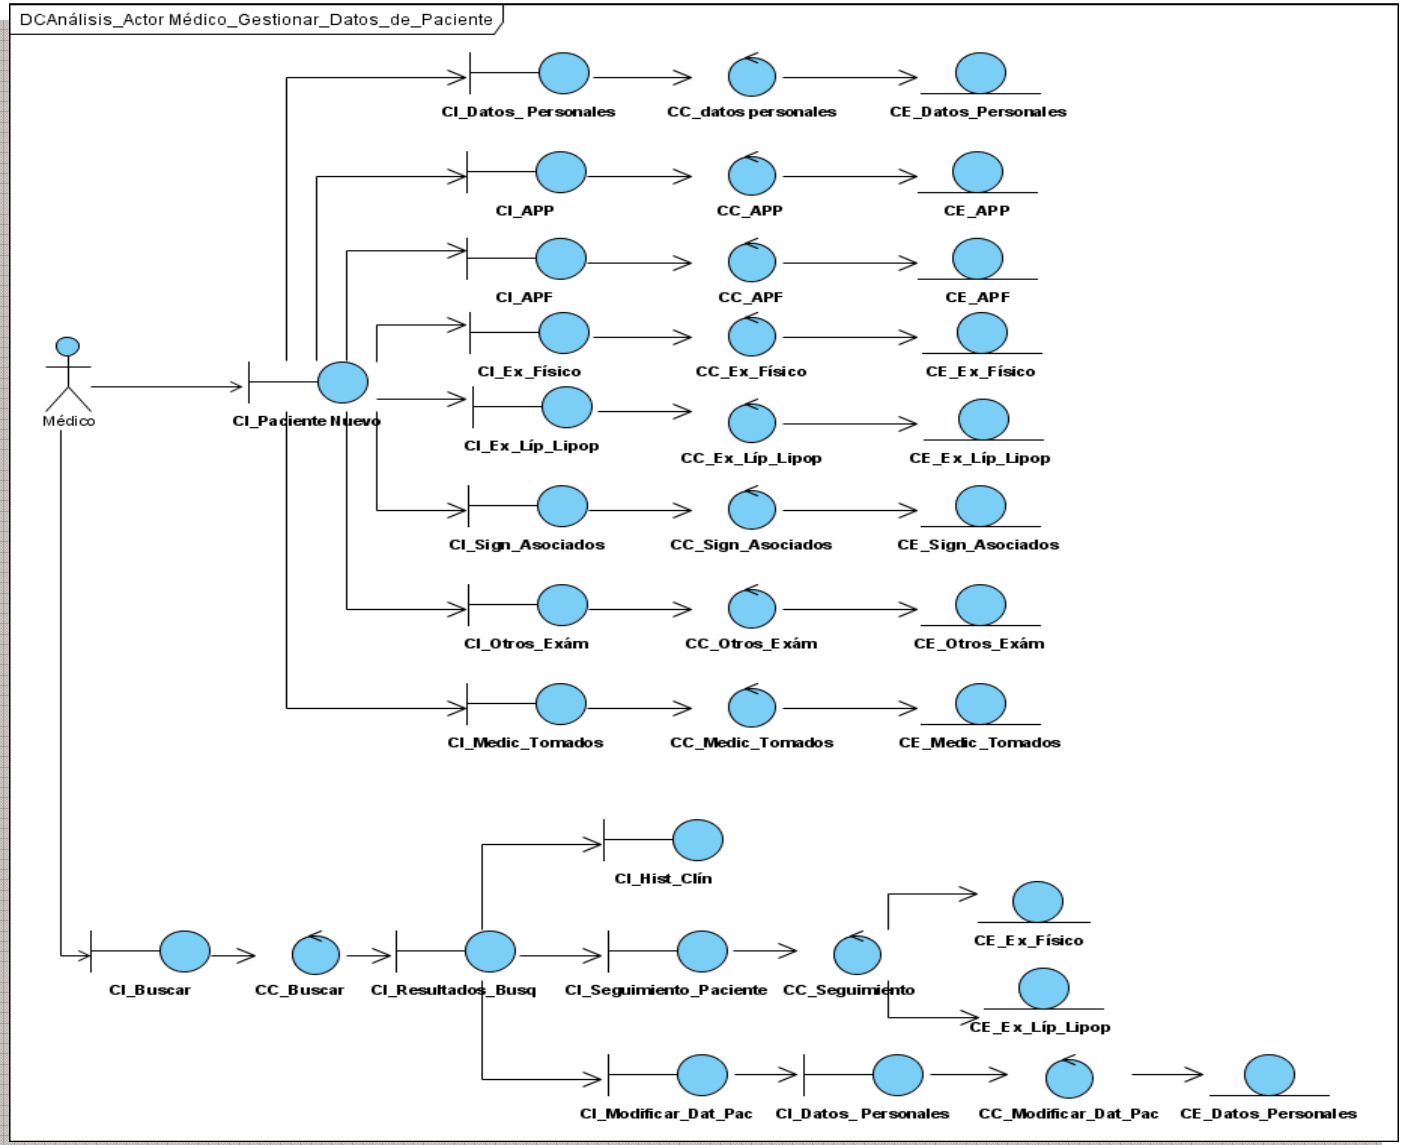 DCAnálisis_Actor Médico_Gestionar_Datos_de_Paciente
CI_Datos_ Personales
CC_datos personales
CE_Datos_Personales
CI_APP
CC_APP
CE_APP
CI_APF
CC_APF
CE_APF
CI_Ex_Físico
CC_Ex_Físico
CE_Ex_Físico
Médico
CI_Paciente Nuevo
CI_Ex_Líp_Lipop
CC_Ex_Líp_Lipop
CE_Ex_Líp_Lipop
CI_Sign_Asociados
CC_Sign_Asociados
CE_Sign_Asociados
CI_Otros_Exám
CC_Otros_Exám
CE_Otros_Exám
CI_Medic_Tomados
CC_Medic_Tomados
CE_Medic_Tomados
CI_Hist_Clín
CE_Ex_Físico
CI_Buscar
CC_Buscar
CI_Resultados_Busq
CI_Seguimiento_Paciente
CC_Seguimiento
CE_Ex_Líp_Lipop
CI_Modificar_Dat_Pac
CI_Datos_ Personales
CC_Modificar_Dat_Pac
CE_Datos_Personales